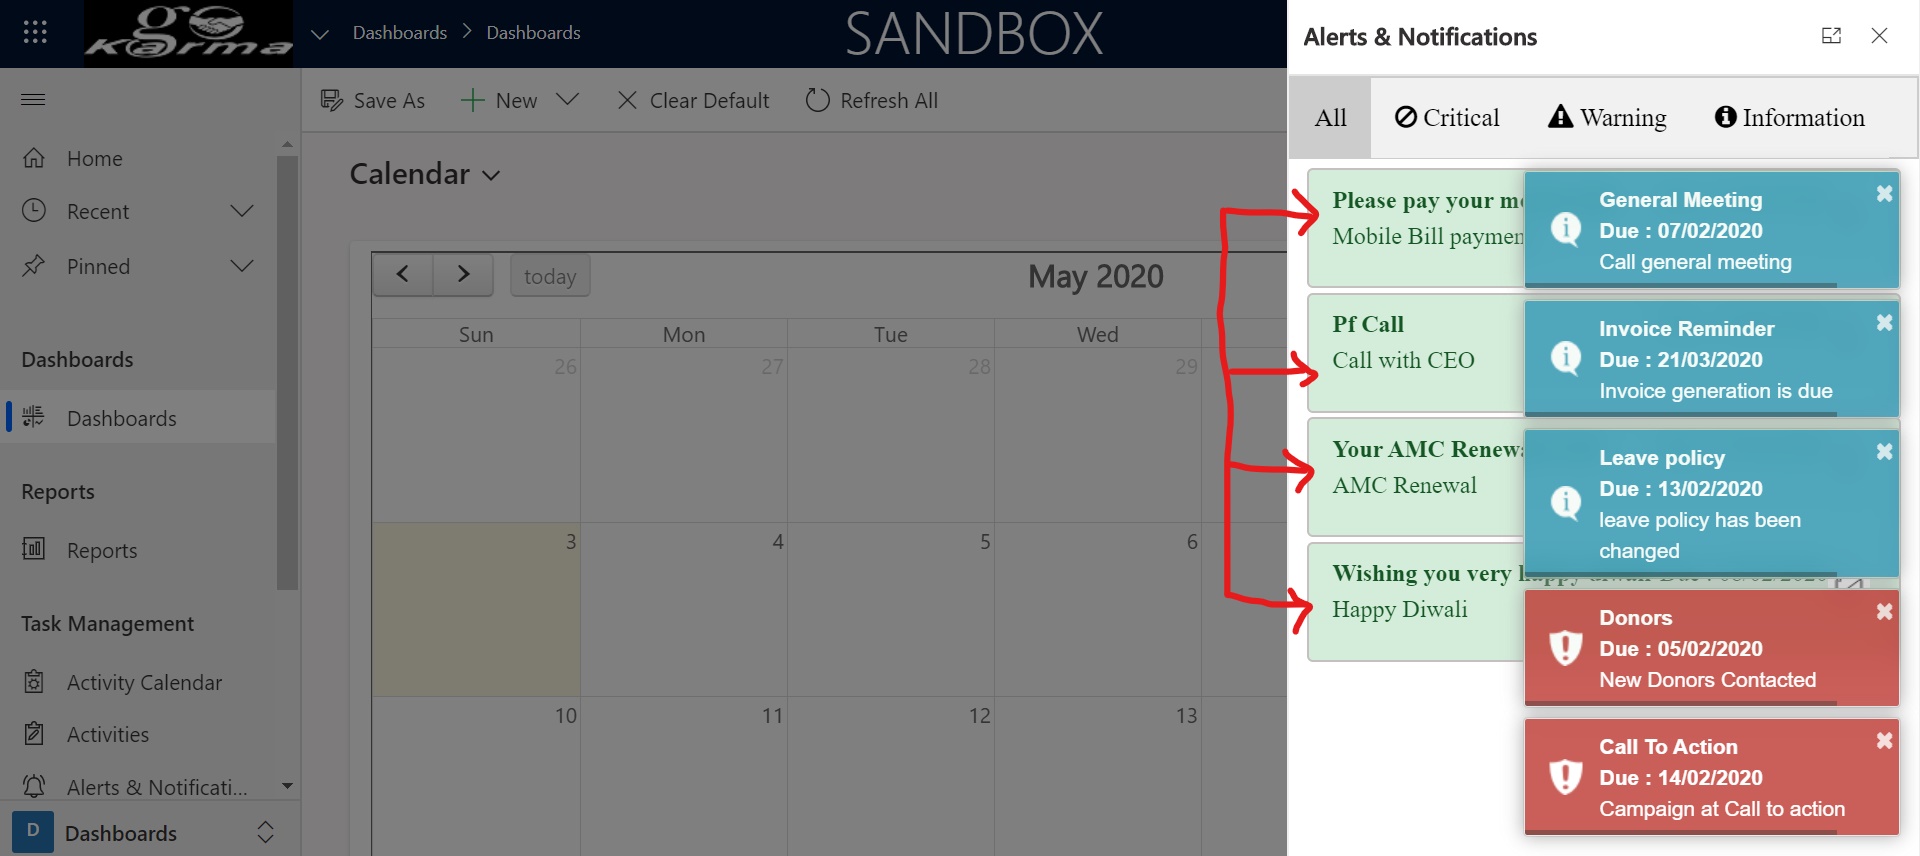 go
karma
Dashboards > Dashboards
SANDBOX
Alerts & Notifications
Save As
New
Clear Default
Refresh All
All
Critical
Warning
Information
Home
Recent
Pinned
Dashboards
Dashboards
Reports
Reports
Task Management
Activity Calendar
Activities
Alerts & Notificati...
D
Dashboards
Calendar
today
May 2020
Sun Mon Tue Wed
26 27 28 29
3 4 5 6
10 11 12 13
Please pay your
Mobile Bill
Pf Call
Call with CEO
Your AMC
AMC Renewal
Wishing you very happy diwali Due :
Happy Diwali
General Meeting
Due : 07/02/2020
Call general meeting
Invoice Reminder
Due : 21/03/2020
Invoice generation is due
Leave policy
Due : 13/02/2020
leave policy has been
changed
Donors
Due : 05/02/2020
New Donors Contacted
Call To Action
Due : 14/02/2020
Campaign at Call to action